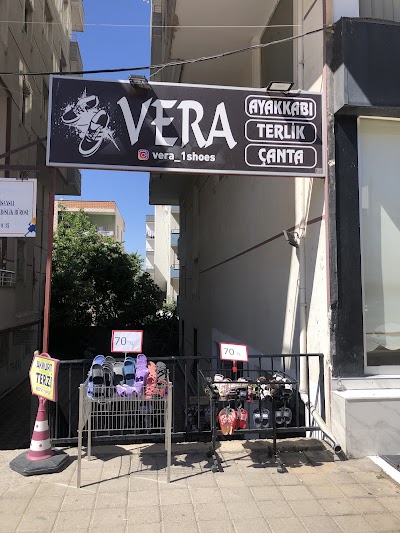 VERA
AYAKKABI
TERLİK
ÇANTA
vera_1shoes
70
70
TERZİ